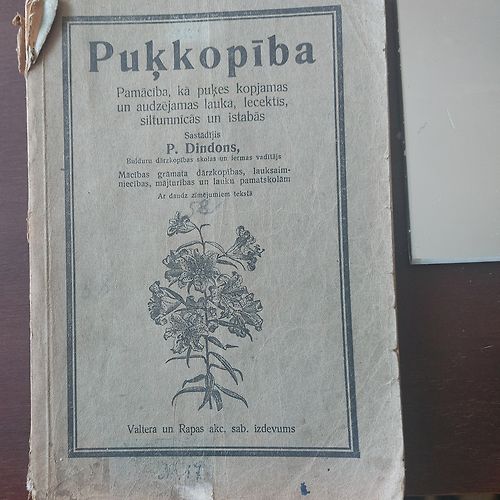 Puķkopība
Pamācība, kā puķes kopjamas
un audzējamas lauka, lecektīs,
siltumnīcās un istabās
Sastādījis
P. Dindons,
Bulduru dārzkopības skolas un fermas vadītājs
Mācības grāmata dārzkopības, lauksaim-
niecības, mājturības un lauku pamatskolām
Ar daudz zīmējumiem tekstā
Valtera un Rapas akc. sab. izdevums